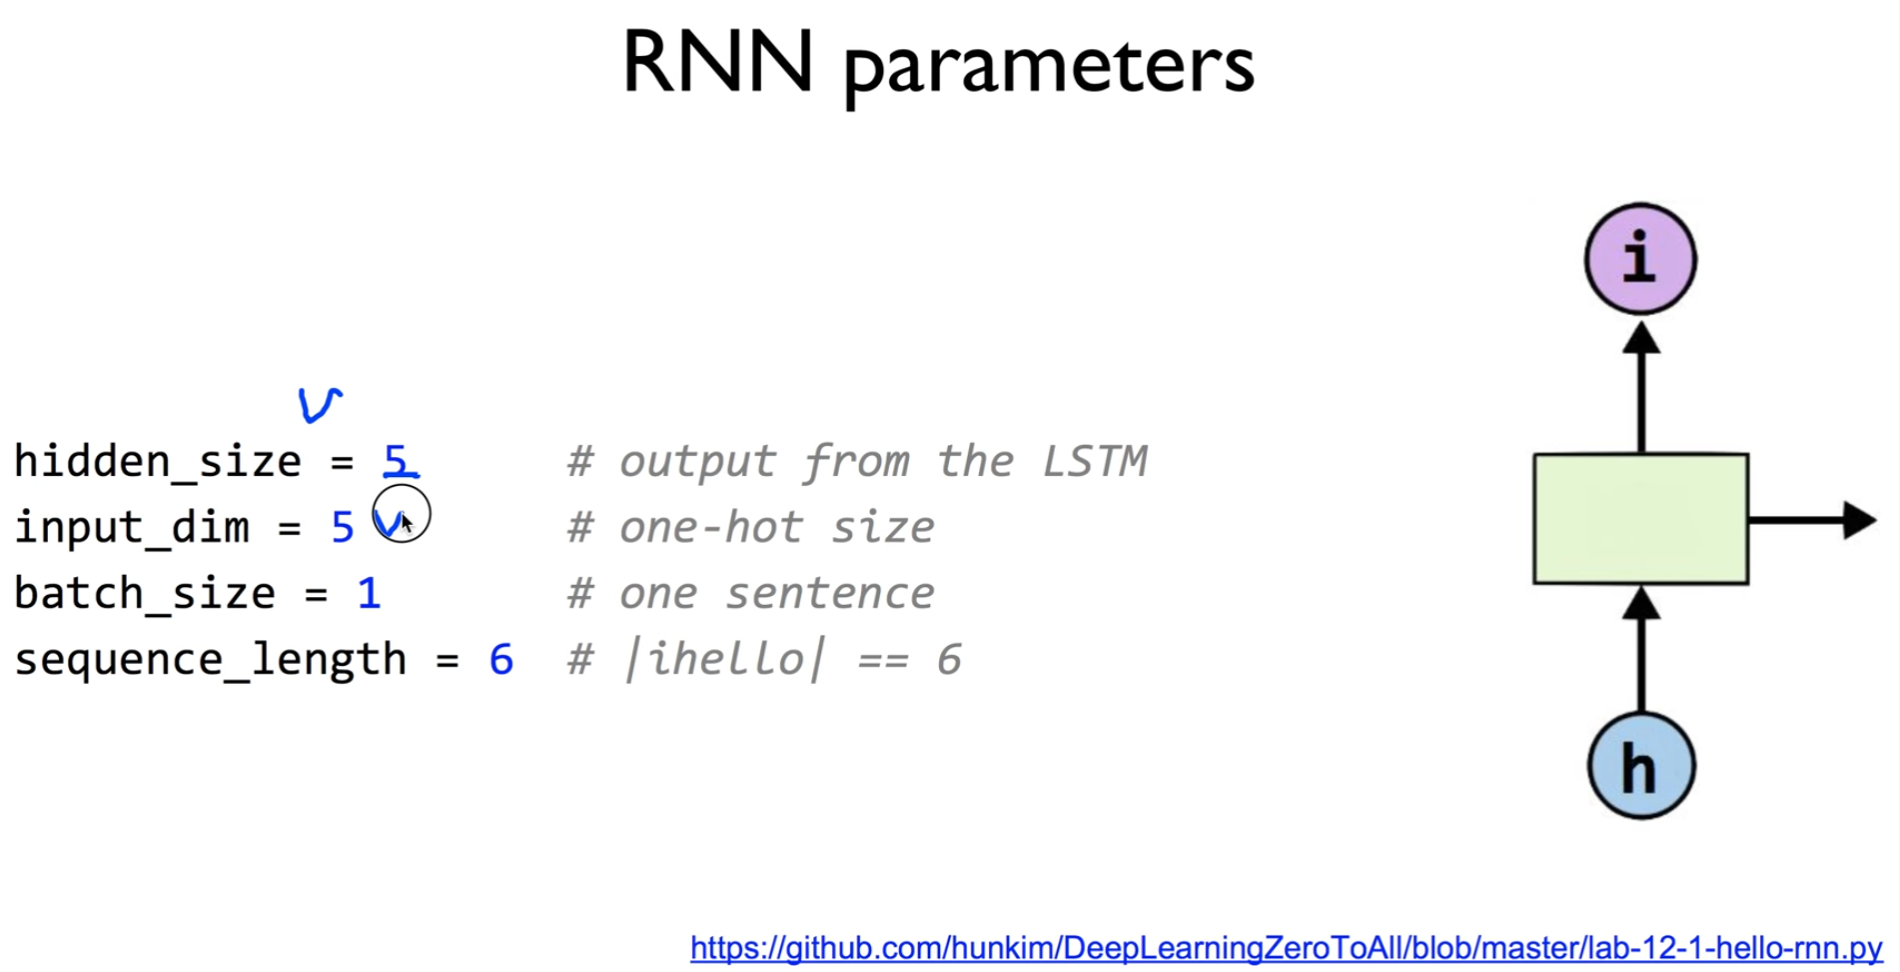 RNN parameters
i
hidden_size = 5 # output from the LSTM
input_dim = 5 # one-hot size
batch_size = 1 # one sentence
sequence_length = 6 # |ihello| == 6
h
https://github.com/hunkim/DeepLearningZeroToAll/blob/master/lab-12-1-hello-rnn.py